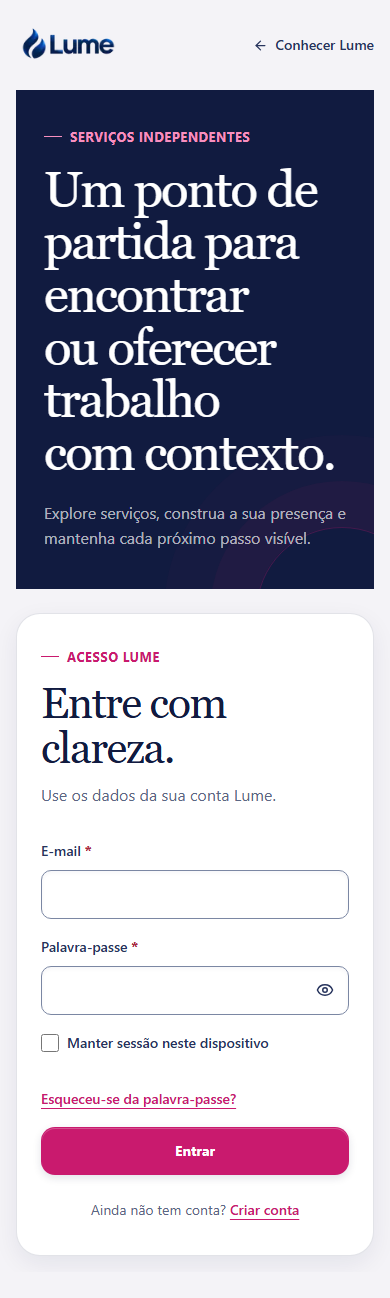 Lume
Conhecer Lume
SERVIÇOS INDEPENDENTES
Um ponto de
partida para
encontrar
ou oferecer
trabalho
com contexto.
Explore serviços, construa a sua presença e
mantenha cada próximo passo visível.
ACESSO LUME
Entre com
clareza.
Use os dados da sua conta Lume.
E-mail *
Palavra-passe *
Manter sessão neste dispositivo
Esqueceu-se da palavra-passe?
Entrar
Ainda não tem conta? Criar conta